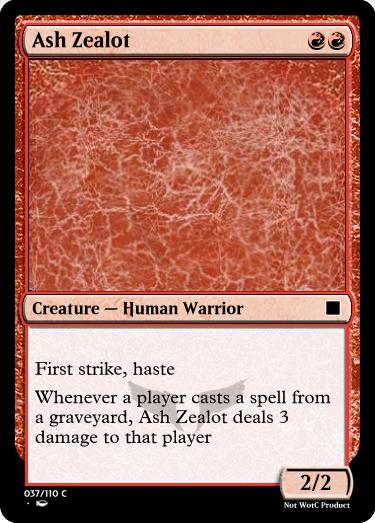 Ash Zealot
Creature — Human Warrior
First strike, haste
Whenever a player casts a spell from
a graveyard, Ash Zealot deals 3
damage to that player
2/2
037/110 C
Not WotC Product